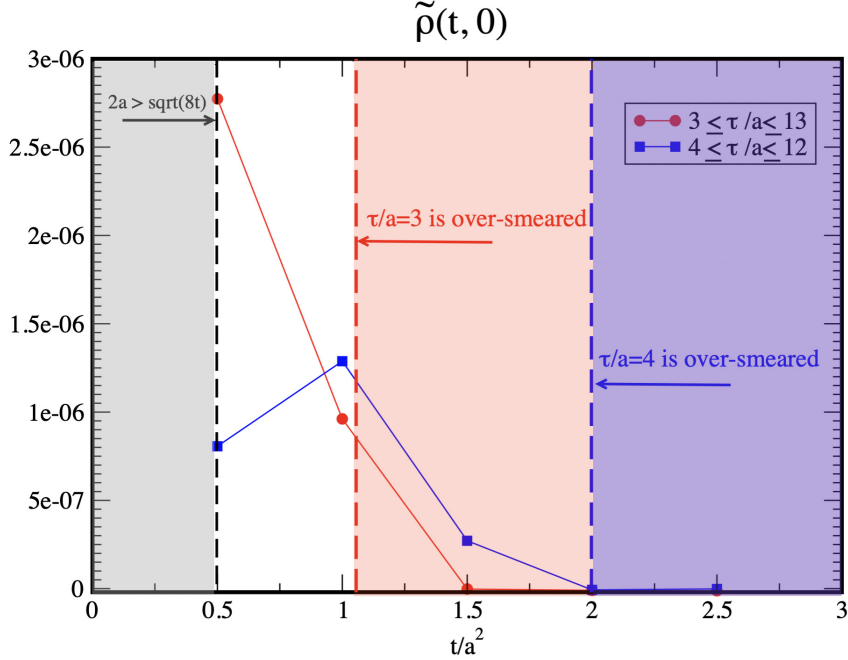 ρ̃(t, 0)
3e-06
2.5e-06
2e-06
1.5e-06
1e-06
5e-07
0
2a > sqrt(8t)
3 ≤ τ /a ≤ 13
4 ≤ τ /a ≤ 12
τ/a=3 is over-smeared
τ/a=4 is over-smeared
0 0.5 1 1.5 2 2.5 3
t/a²